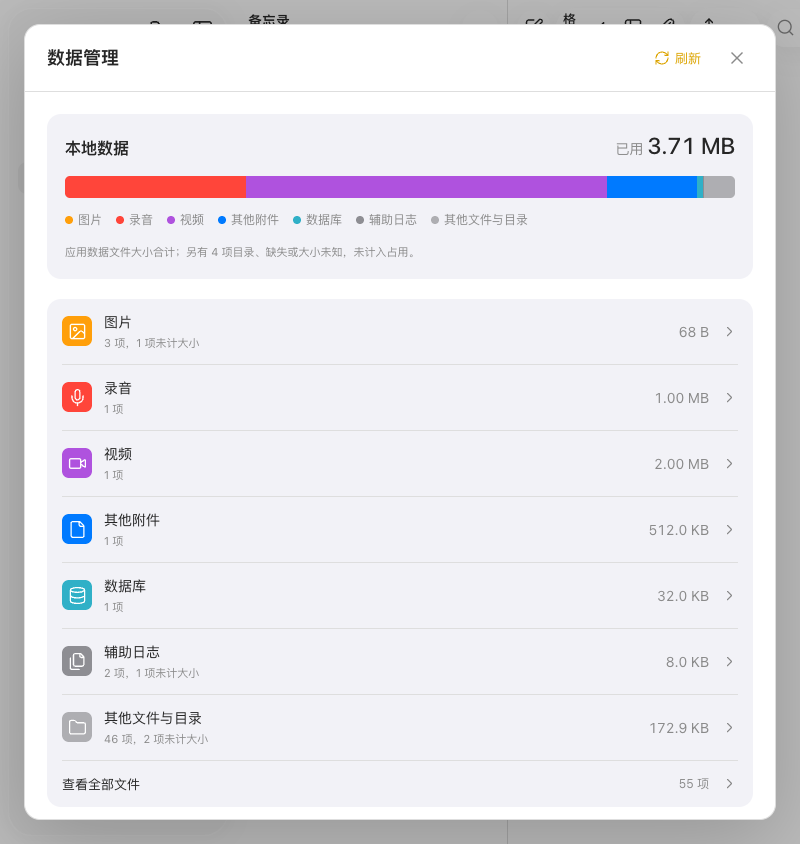 备忘录
格
数据管理
刷新
本地数据
已用 3.71 MB
图片 录音 视频 其他附件 数据库 辅助日志 其他文件与目录
应用数据文件大小合计；另有 4 项目录、缺失或大小未知，未计入占用。
图片
3 项，1 项未计大小
68 B
录音
1 项
1.00 MB
视频
1 项
2.00 MB
其他附件
1 项
512.0 KB
数据库
1 项
32.0 KB
辅助日志
2 项，1 项未计大小
8.0 KB
其他文件与目录
46 项，2 项未计大小
172.9 KB
查看全部文件
55 项